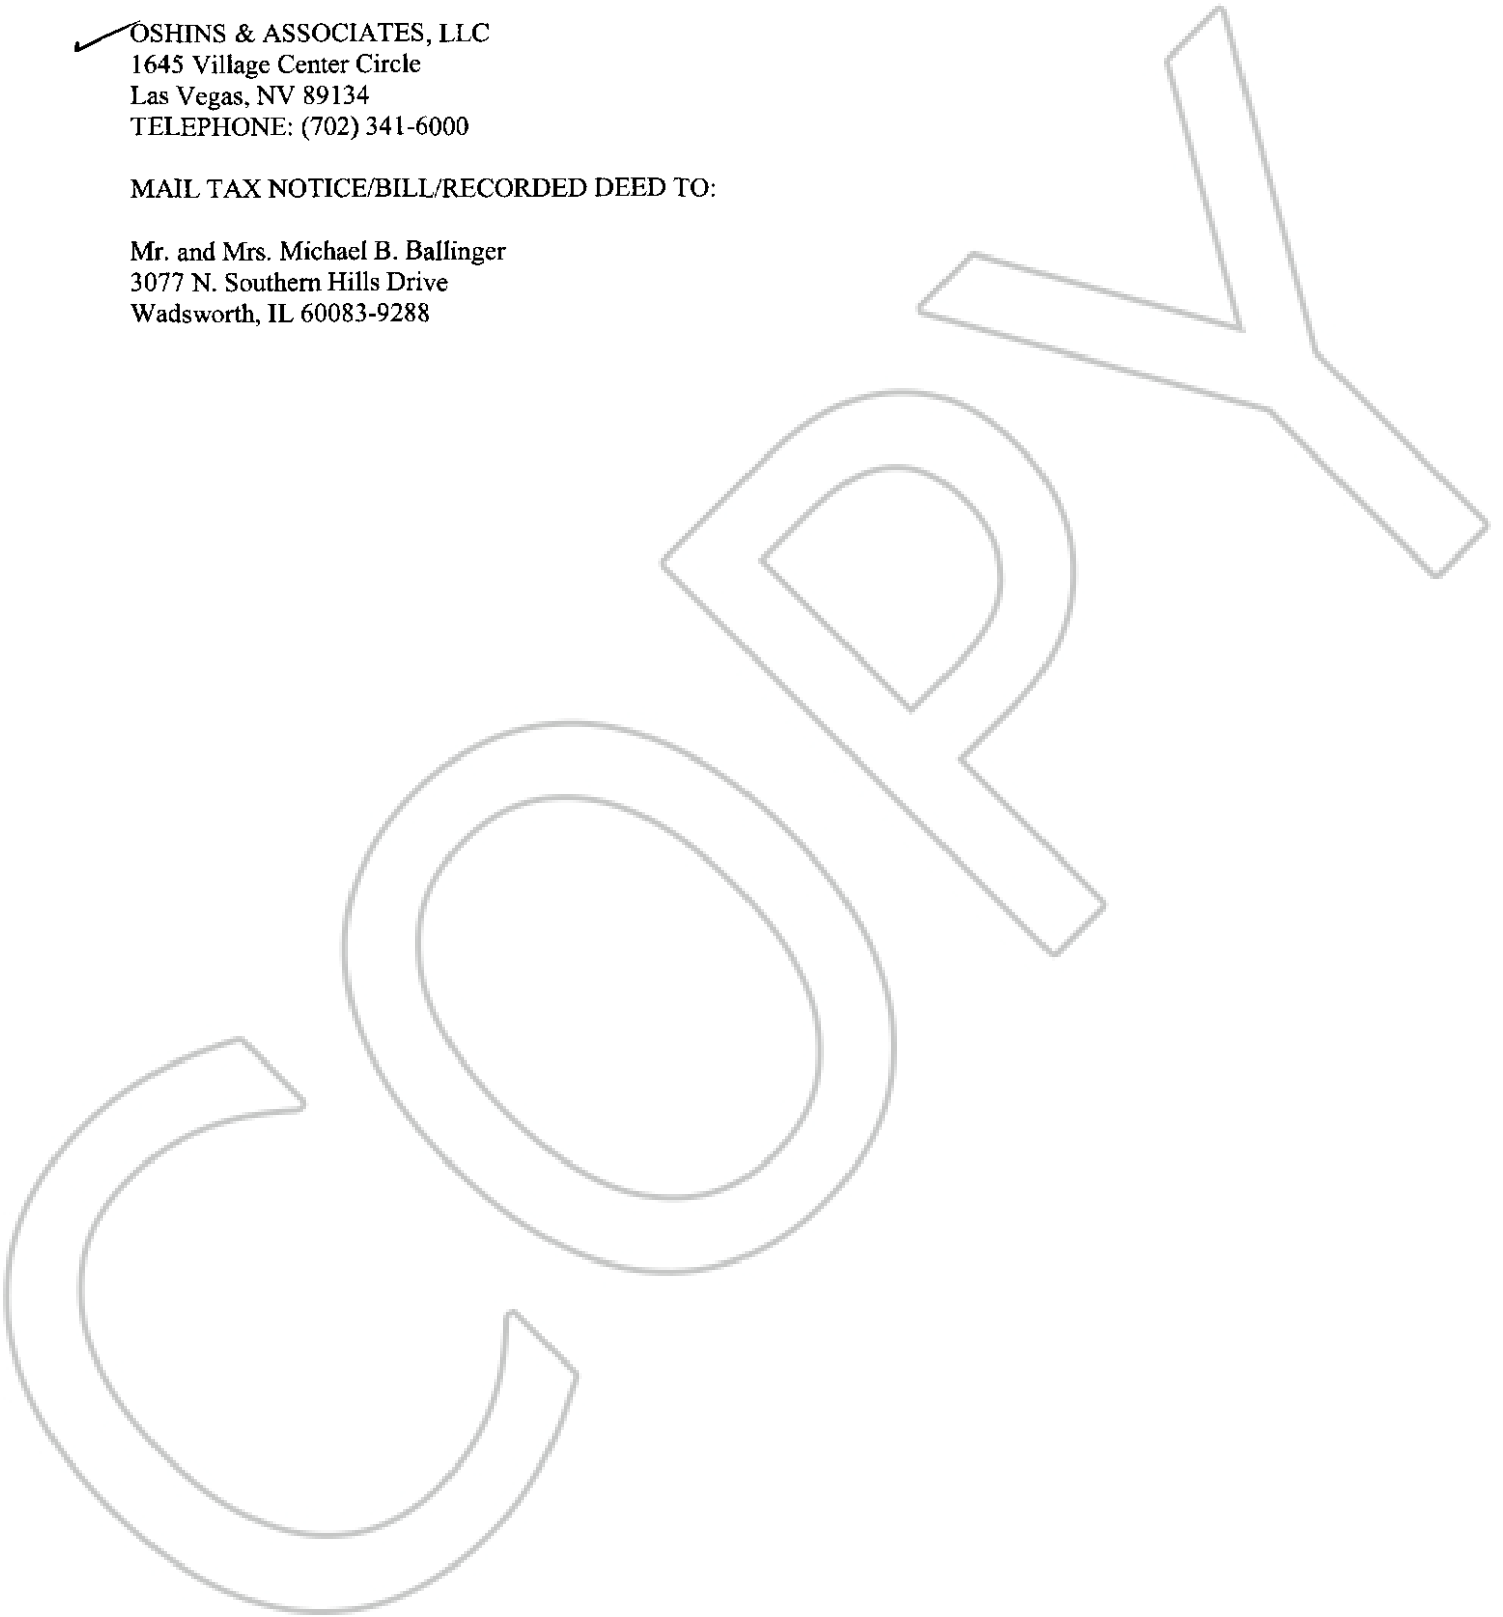 OSHINS & ASSOCIATES, LLC
1645 Village Center Circle
Las Vegas, NV 89134
TELEPHONE: (702) 341-6000
MAIL TAX NOTICE/BILL/RECORDED DEED TO:
Mr. and Mrs. Michael B. Ballinger
3077 N. Southern Hills Drive
Wadsworth, IL 60083-9288
COPY